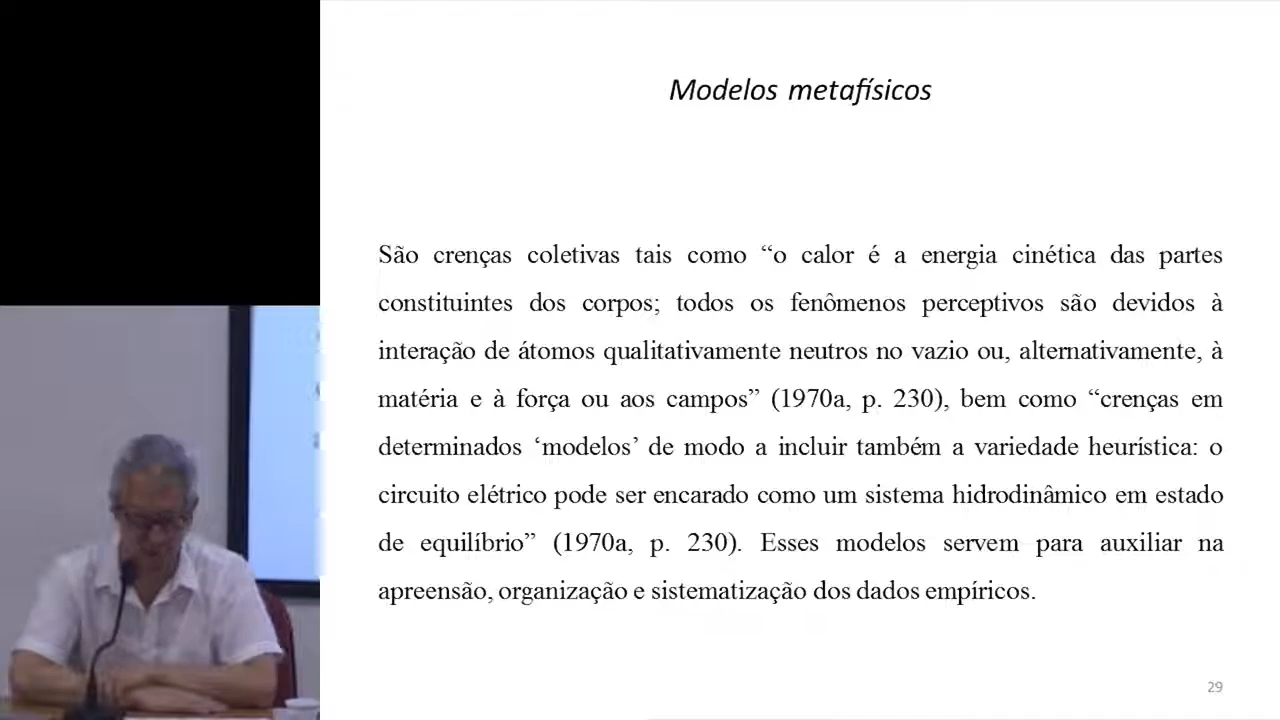 Modelos metafísicos
São crenças coletivas tais como “o calor é a energia cinética das partes
constituintes dos corpos; todos os fenômenos perceptivos são devidos à
interação de átomos qualitativamente neutros no vazio ou, alternativamente, à
matéria e à força ou aos campos” (1970a, p. 230), bem como “crenças em
determinados ‘modelos’ de modo a incluir também a variedade heurística: o
circuito elétrico pode ser encarado como um sistema hidrodinâmico em estado
de equilíbrio” (1970a, p. 230). Esses modelos servem para auxiliar na
apreensão, organização e sistematização dos dados empíricos.
29